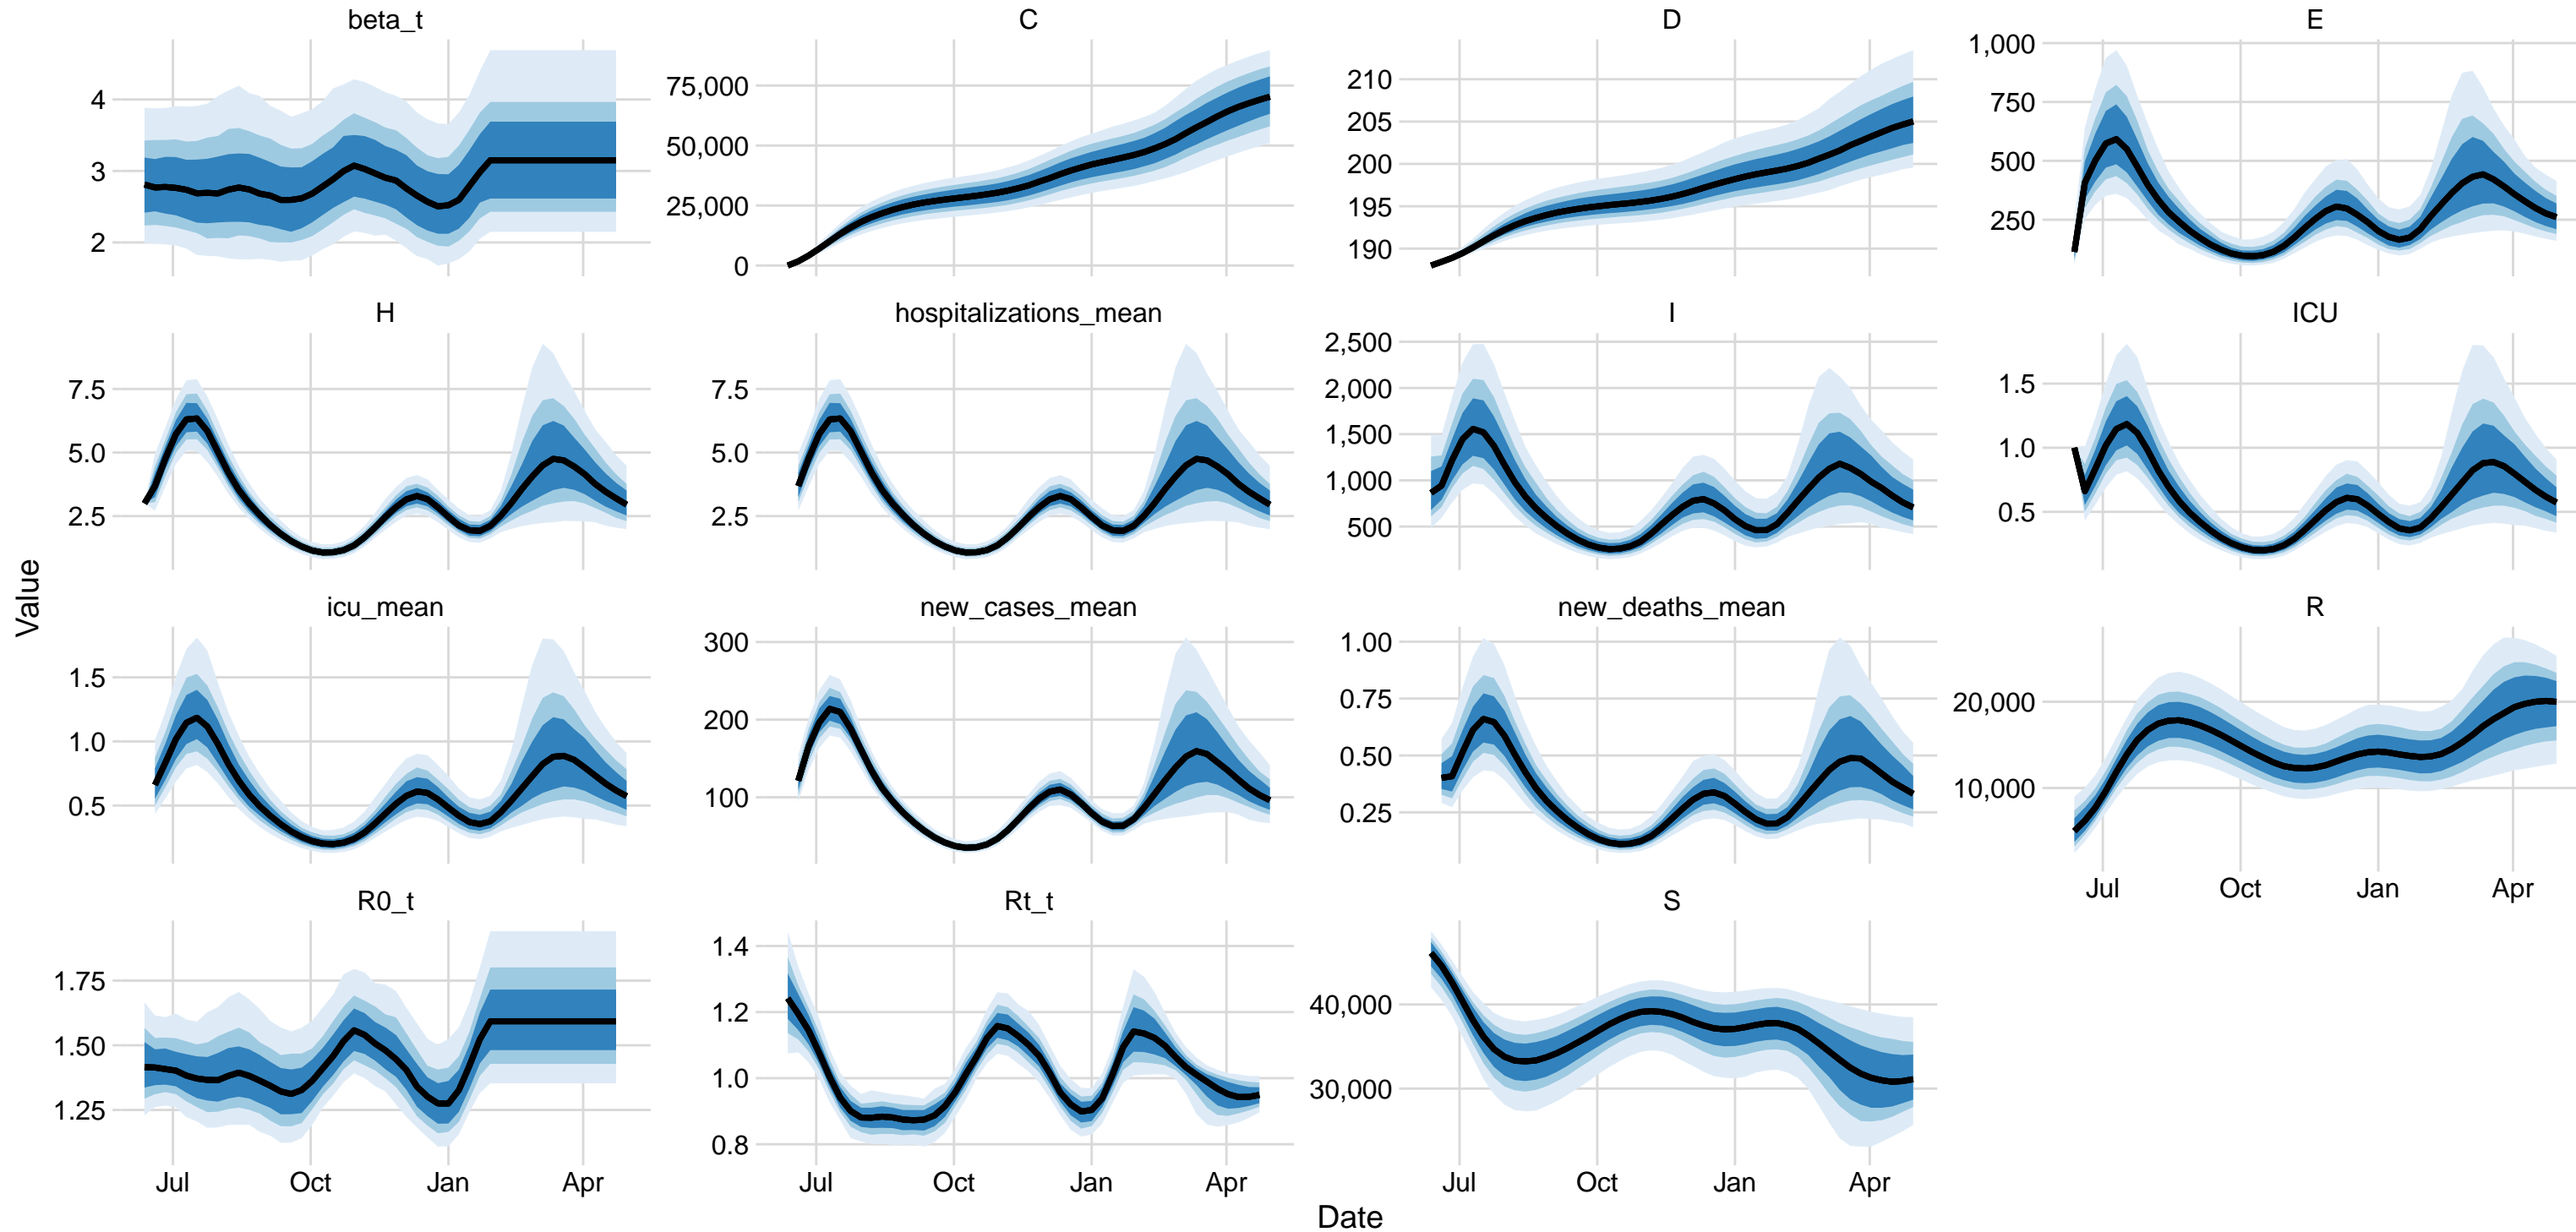 beta_t
C
D
E
4
3
2
75,000
50,000
25,000
0
210
205
200
195
190
1,000
750
500
250
H
hospitalizations_mean
I
ICU
7.5
5.0
2.5
7.5
5.0
2.5
2,500
2,000
1,500
1,000
500
1.5
1.0
0.5
Value
icu_mean
new_cases_mean
new_deaths_mean
R
1.5
1.0
0.5
300
200
100
1.00
0.75
0.50
0.25
20,000
10,000
Jul Oct Jan Apr
R0_t
Rt_t
S
1.75
1.50
1.25
1.4
1.2
1.0
0.8
40,000
30,000
Jul Oct Jan Apr
Jul Oct Jan Apr
Jul Oct Jan Apr
Date